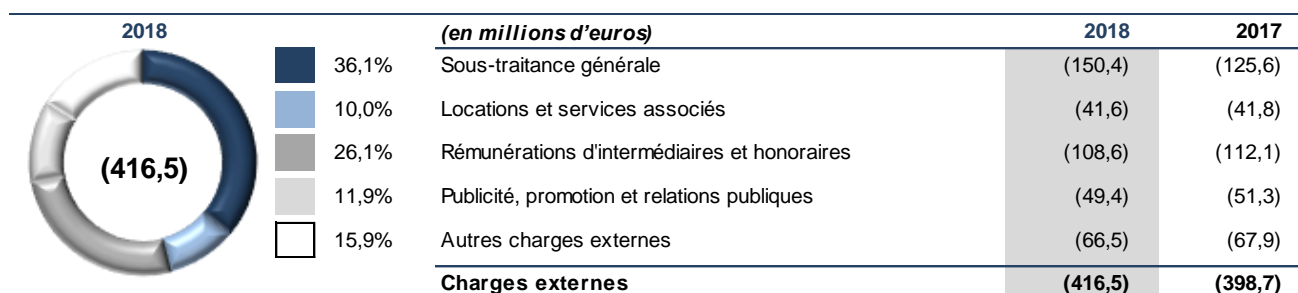 2018 (en millions d'euros) 2018 2017
36,1% Sous-traitance générale (150,4) (125,6)
10,0% Locations et services associés (41,6) (41,8)
(416,5) 26,1% Rémunérations d'intermédiaires et honoraires (108,6) (112,1)
11,9% Publicité, promotion et relations publiques (49,4) (51,3)
15,9% Autres charges externes (66,5) (67,9)
Charges externes (416,5) (398,7)